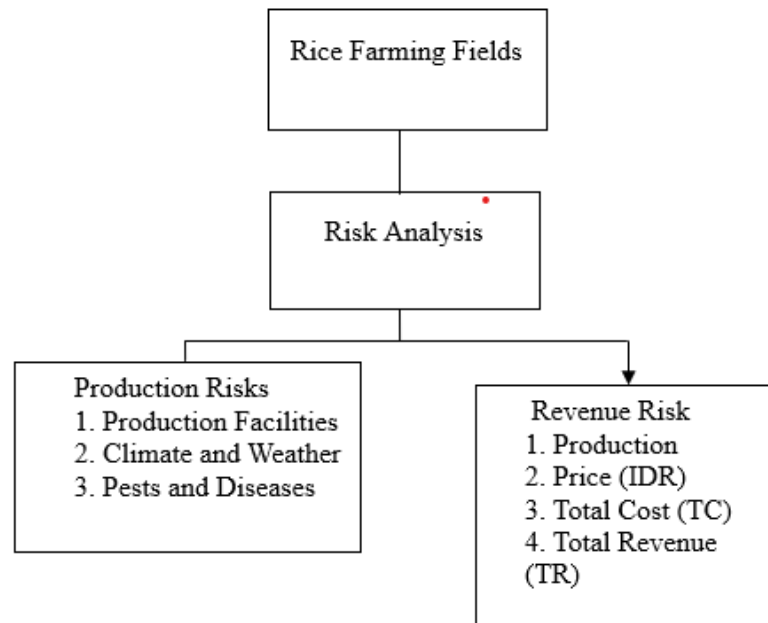 Rice Farming Fields
Risk Analysis
Production Risks
1. Production Facilities
2. Climate and Weather
3. Pests and Diseases
Revenue Risk
1. Production
2. Price (IDR)
3. Total Cost (TC)
4. Total Revenue
(TR)